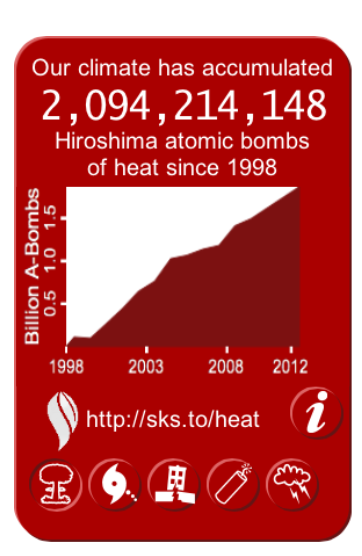 Our climate has accumulated
2,094,214,148
Hiroshima atomic bombs
of heat since 1998
Billion A-Bombs
1.5
1.0
0.5
1998 2003 2008 2012
http://sks.to/heat
i